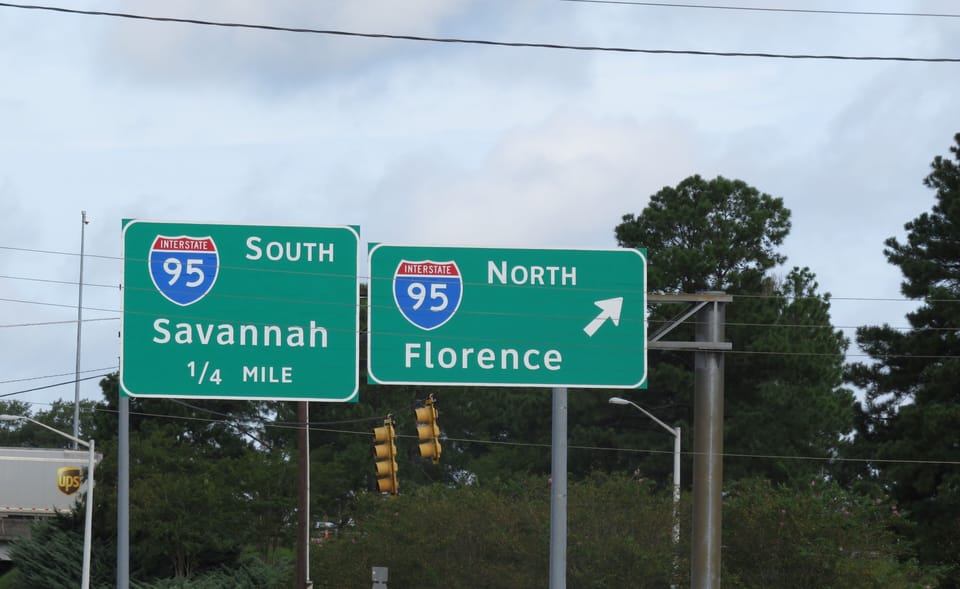 INTERSTATE
95
SOUTH
Savannah
1/4 MILE
INTERSTATE
95
NORTH
Florence
ups